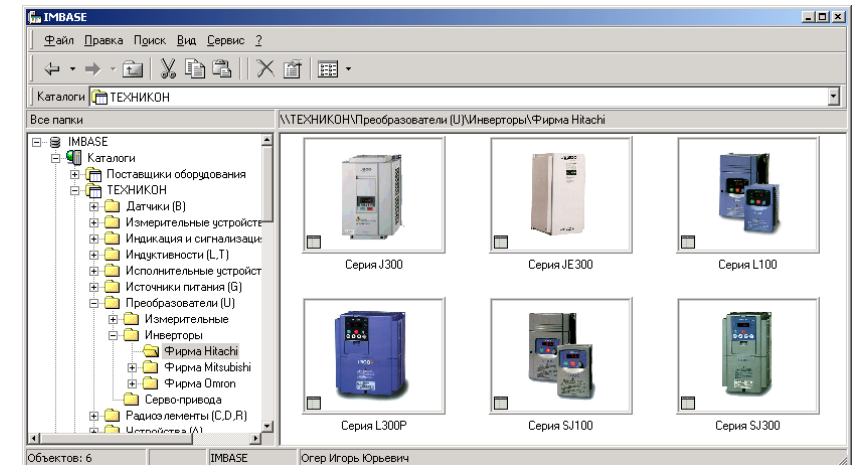 IMBASE
Файл Правка Поиск Вид Сервис ?
Каталоги ТЕХНИКОН
Все папки
\\ТЕХНИКОН\Преобразователи (U)\Инверторы\Фирма Hitachi
IMBASE
Каталоги
Поставщики оборудования
ТЕХНИКОН
Датчики (B)
Измерительные устройств
Индикация и сигнализаци
Индуктивности (L,T)
Исполнительные устройст
Источники питания (G)
Преобразователи (U)
Измерительные
Инверторы
Фирма Hitachi
Фирма Mitsubishi
Фирма Omron
Серво-привода
Радиоэлементы (C,D,R)
Устройства (A)
Серия J300
Серия JE300
Серия L100
Серия L300P
Серия SJ100
Серия SJ300
Объектов: 6
IMBASE
Огер Игорь Юрьевич